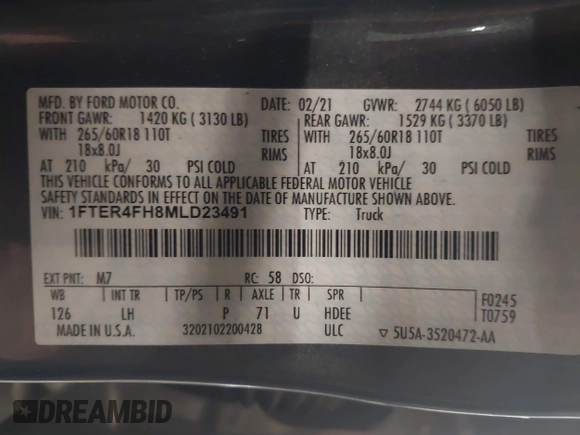 MFD. BY FORD MOTOR CO. DATE: 02/21 GVWR: 2744 KG ( 6050 LB)
FRONT GAWR: 1420 KG ( 3130 LB) REAR GAWR: 1529 KG ( 3370 LB)
WITH 265/60R18 110T TIRES WITH 265/60R18 110T TIRES
18x8.0J RIMS 18x8.0J RIMS
AT 210 kPa/ 30 PSI COLD AT 210 kPa/ 30 PSI COLD
THIS VEHICLE CONFORMS TO ALL APPLICABLE FEDERAL MOTOR VEHICLE
SAFETY STANDARDS IN EFFECT ON THE DATE OF MANUFACTURE SHOWN ABOVE.
VIN: 1FTER4FH8MLD23491 TYPE: Truck
EXT PNT: M7 RC: 58 DSO:
WB INT TR TP/PS R AXLE TR SPR F0245
126 LH P 71 U HDEE T0759
MADE IN U.S.A. 3202102200428 ULC ▽ 5U5A-3520472-AA
DREAMBID